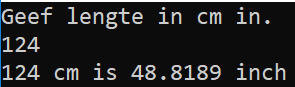 Geef lengte in cm in.
124
124 cm is 48.8189 inch